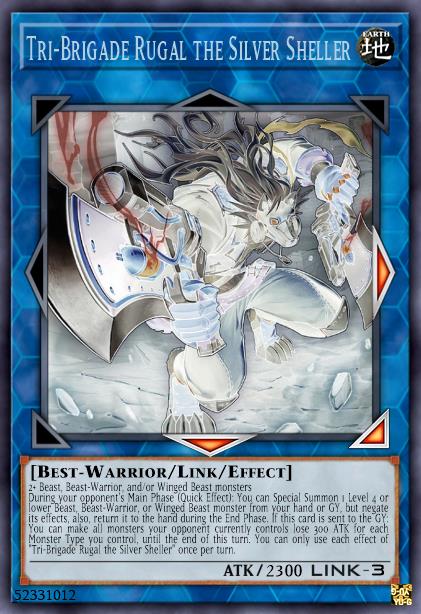 Tri-Brigade Rugal the Silver Sheller
EARTH
地
[Best-Warrior/Link/Effect]
2+ Beast, Beast-Warrior, and/or Winged Beast monsters
During your opponent's Main Phase (Quick Effect): You can Special Summon 1 Level 4 or
lower Beast, Beast-Warrior, or Winged Beast monster from your hand or GY, but negate
its effects, also, return it to the hand during the End Phase. If this card is sent to the GY:
You can make all monsters your opponent currently controls lose 300 ATK for each
Monster Type you control, until the end of this turn. You can only use each effect of
"Tri-Brigade Rugal the Silver Sheller" once per turn.
ATK/2300 LINK-3
52331012